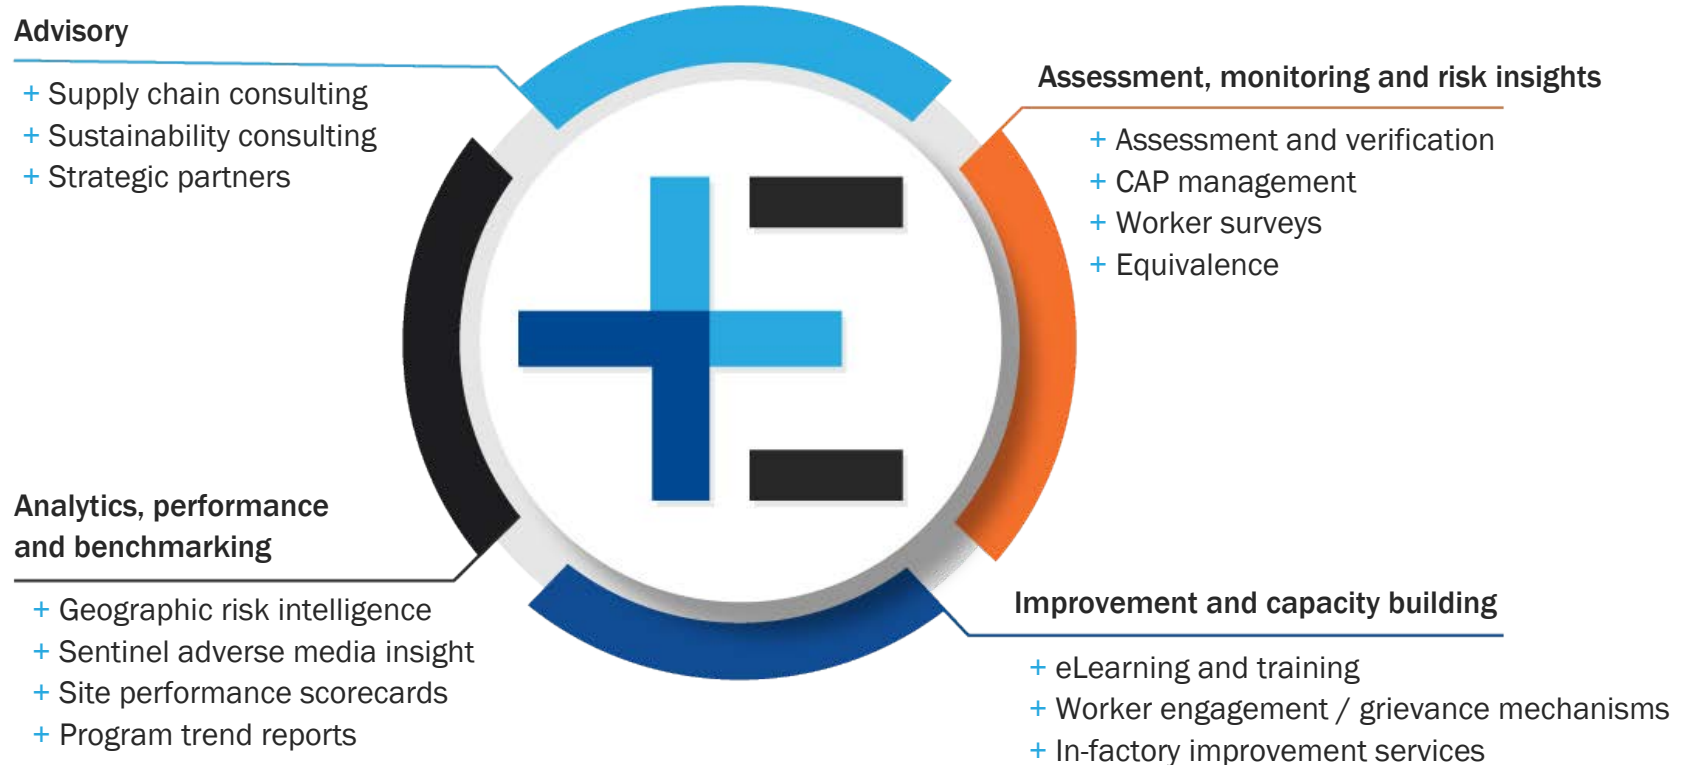 Advisory
+ Supply chain consulting
+ Sustainability consulting
+ Strategic partners
Assessment, monitoring and risk insights
+ Assessment and verification
+ CAP management
+ Worker surveys
+ Equivalence
Analytics, performance
and benchmarking
+ Geographic risk intelligence
+ Sentinel adverse media insight
+ Site performance scorecards
+ Program trend reports
Improvement and capacity building
+ eLearning and training
+ Worker engagement / grievance mechanisms
+ In-factory improvement services